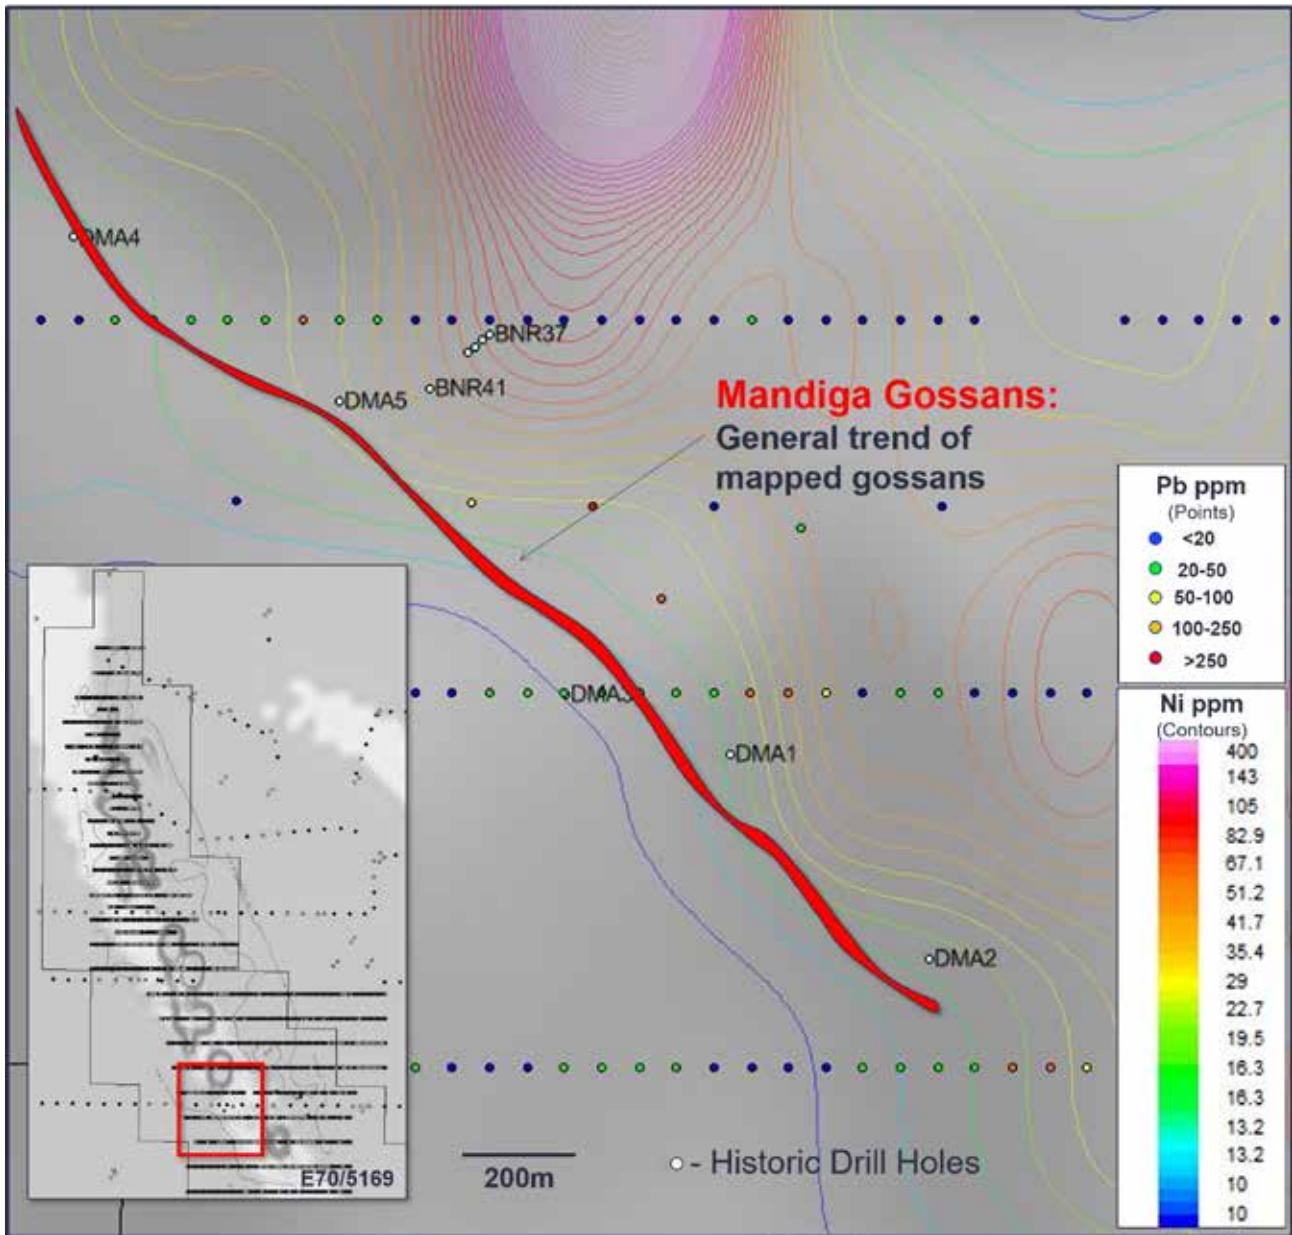 DMA4
BNR37
BNR41
DMA5
Mandiga Gossans:
General trend of
mapped gossans
DMA3
DMA1
DMA2
Pb ppm
(Points)
<20
20-50
50-100
100-250
>250
Ni ppm
(Contours)
400
143
105
82.9
67.1
51.2
41.7
35.4
29
22.7
19.5
16.3
16.3
13.2
13.2
10
10
E70/5169
200m
- Historic Drill Holes